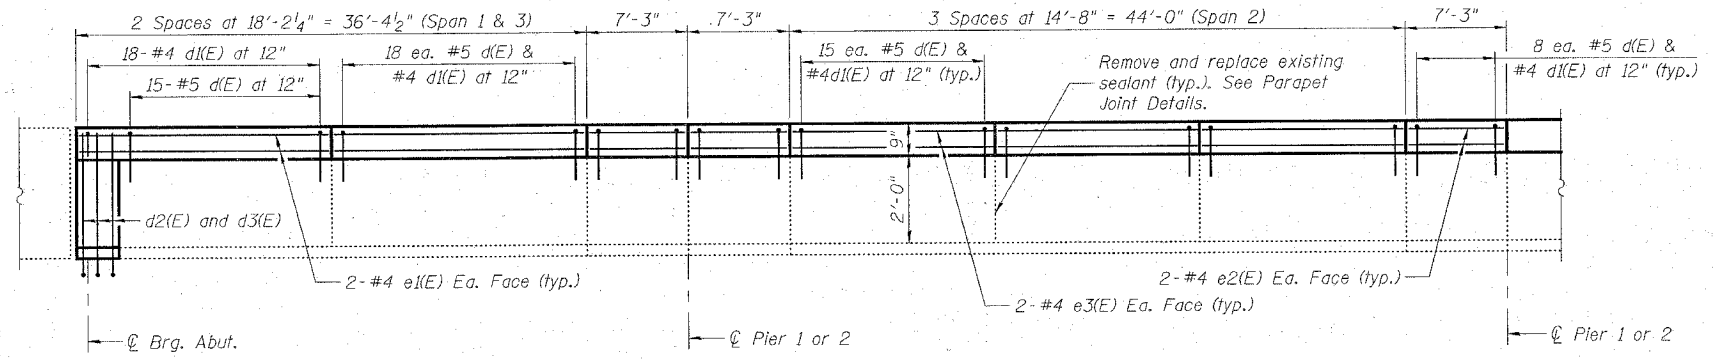 2 Spaces at 18'-2¼" = 36'-4½" (Span 1 & 3)
7'-3"
7'-3"
3 Spaces at 14'-8" = 44'-0" (Span 2)
7'-3"
18-#4 d1(E) at 12"
18 ea. #5 d(E) &
#4 d1(E) at 12"
15 ea. #5 d(E) &
#4d1(E) at 12" (typ.)
Remove and replace existing
sealant (typ.). See Parapet
Joint Details.
8 ea. #5 d(E) &
#4 d1(E) at 12" (typ.)
15-#5 d(E) at 12"
9"
2'-0"
d2(E) and d3(E)
2-#4 e1(E) Ea. Face (typ.)
2-#4 e3(E) Ea. Face (typ.)
2-#4 e2(E) Ea. Face (typ.)
℄ Brg. Abut.
℄ Pier 1 or 2
℄ Pier 1 or 2